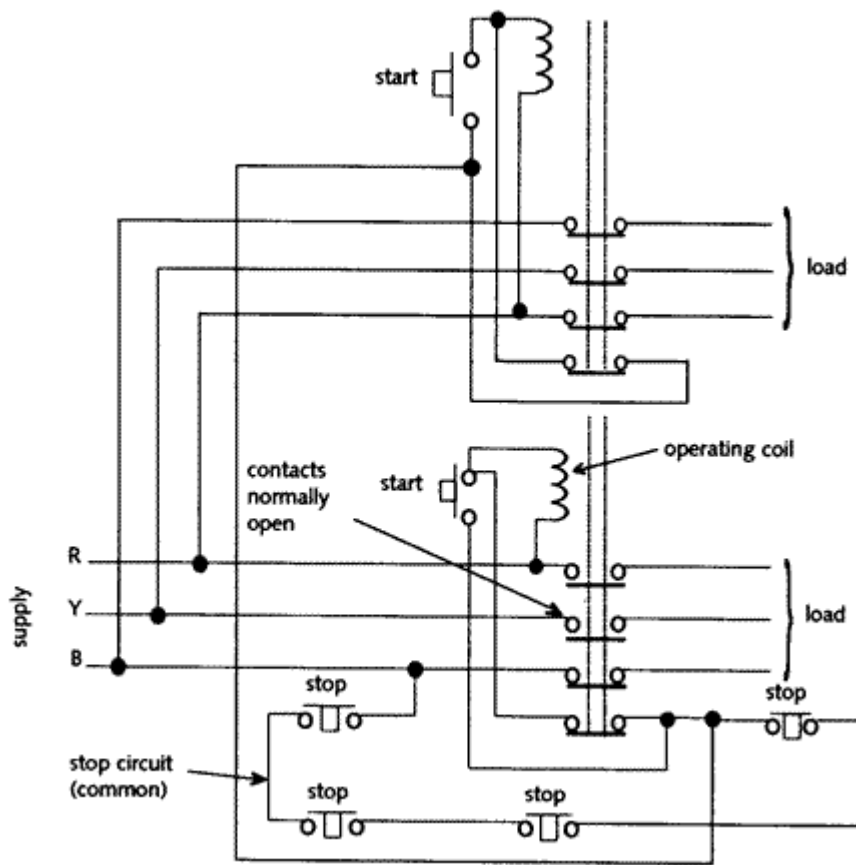 start
load
operating coil
contacts
normally
open
start
R
supply
Y
B
load
stop
stop
stop circuit
(common)
stop
stop